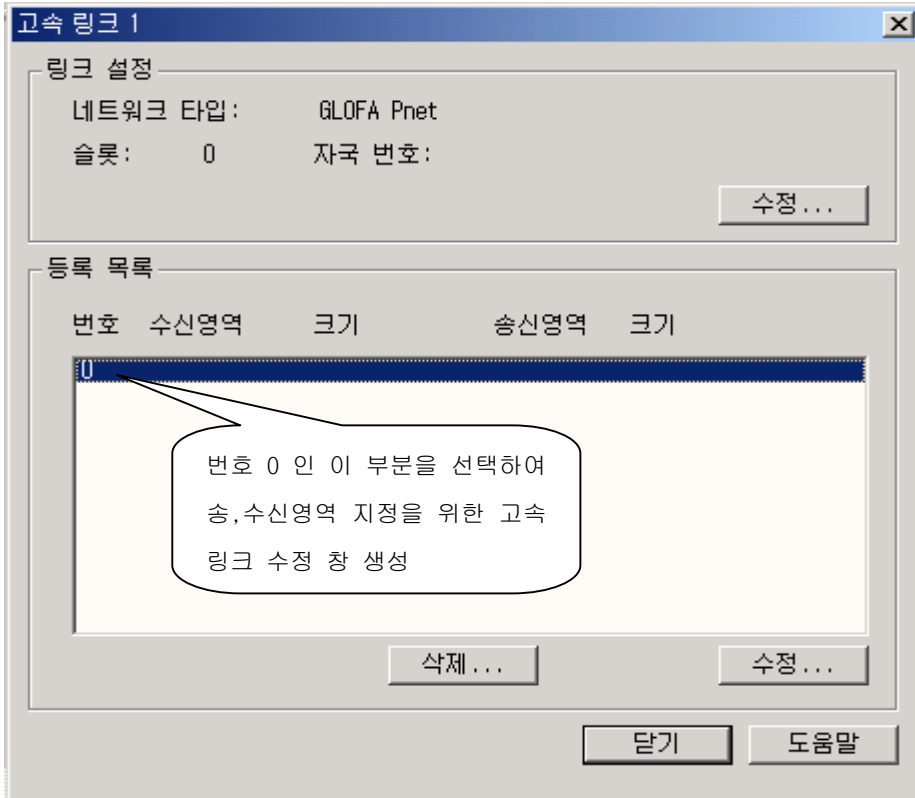 고속 링크 1
링크 설정
네트워크 타입: GLOFA Pnet
슬롯: 0 자국 번호:
수정...
등록 목록
번호 수신영역 크기 송신영역 크기
0
번호 0 인 이 부분을 선택하여
송,수신영역 지정을 위한 고속
링크 수정 창 생성
삭제... 수정...
닫기 도움말